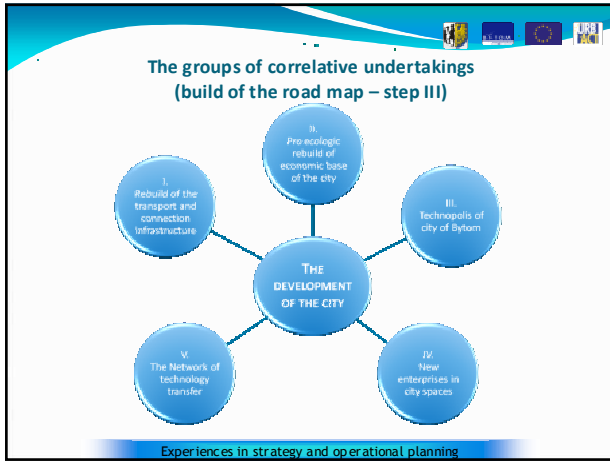 BYTOM
URB
ACT
The groups of correlative undertakings
(build of the road map – step III)
II.
Pro ecologic
rebuild of
economic base
of the city
I.
Rebuild of the
transport and
connection
infrastructure
III.
Technopolis of
city of Bytom
THE
DEVELOPMENT
OF THE CITY
V.
The Network of
technology
transfer
IV.
New
enterprises in
city spaces
Experiences in strategy and operational planning